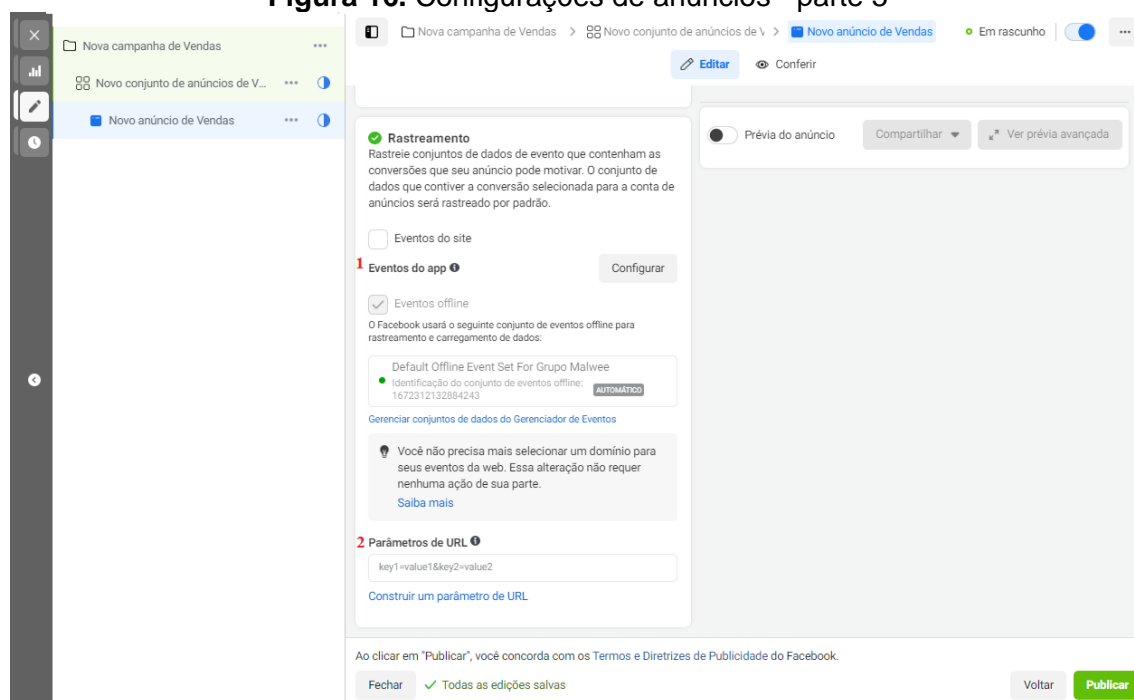 Figura 16. Configurações de anúncios - parte 5
Nova campanha de Vendas
Novo conjunto de anúncios de V...
Novo anúncio de Vendas
Nova campanha de Vendas > Novo conjunto de anúncios de V > Novo anúncio de Vendas
Em rascunho
Editar
Conferir
Rastreamento
Rastreie conjuntos de dados de evento que contenham as
conversões que seu anúncio pode motivar. O conjunto de
dados que contiver a conversão selecionada para a conta de
anúncios será rastreado por padrão.
Eventos do site
1 Eventos do app
Configurar
Eventos offline
O Facebook usará o seguinte conjunto de eventos offline para
rastreamento e carregamento de dados:
Default Offline Event Set For Grupo Malwee
Identificação do conjunto de eventos offline:
1672312132884243
AUTOMÁTICO
Gerenciar conjuntos de dados do Gerenciador de Eventos
Você não precisa mais selecionar um domínio para
seus eventos da web. Essa alteração não requer
nenhuma ação de sua parte.
Saiba mais
2 Parâmetros de URL
key1=value1&key2=value2
Construir um parâmetro de URL
Prévia do anúncio
Compartilhar
Ver prévia avançada
Ao clicar em "Publicar", você concorda com os Termos e Diretrizes de Publicidade do Facebook.
Fechar
Todas as edições salvas
Voltar
Publicar